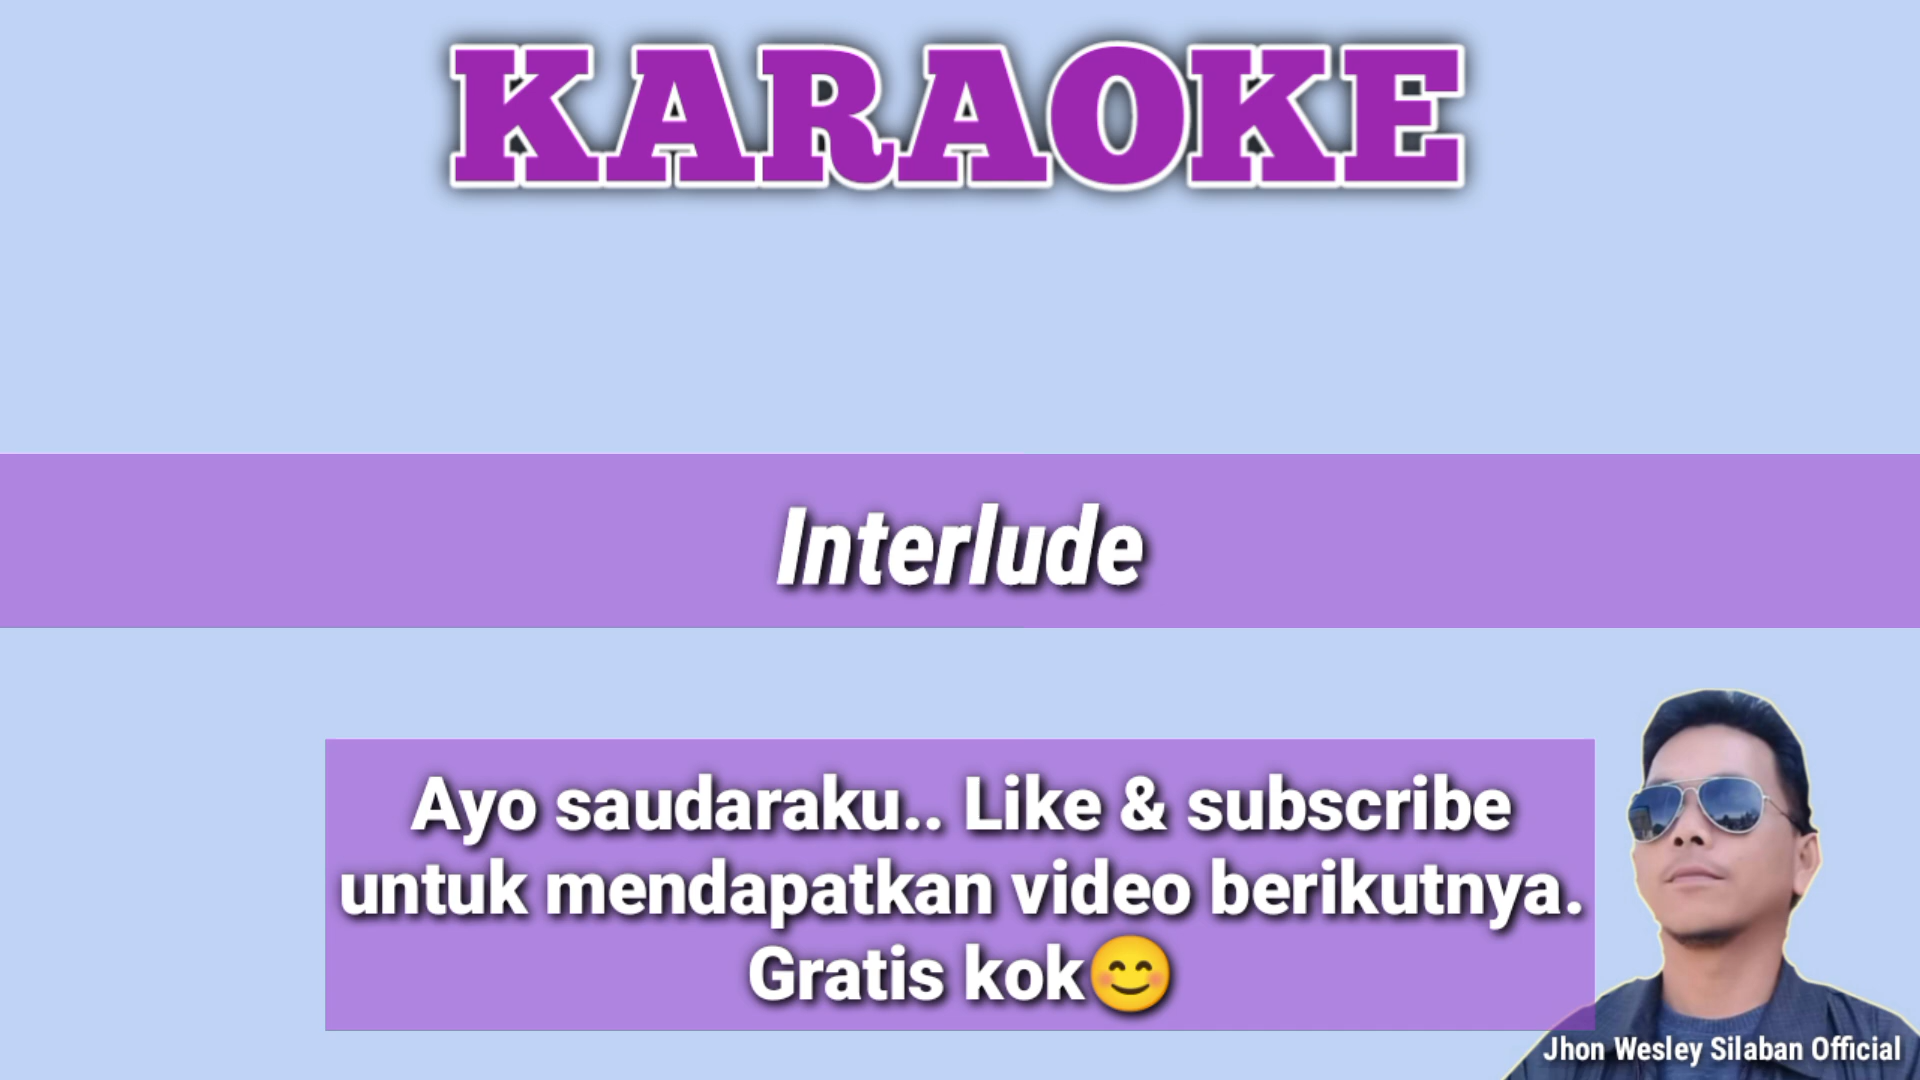 KARAOKE
Interlude
Ayo saudaraku.. Like & subscribe
untuk mendapatkan video berikutnya.
Gratis kok😊
Jhon Wesley Silaban Official